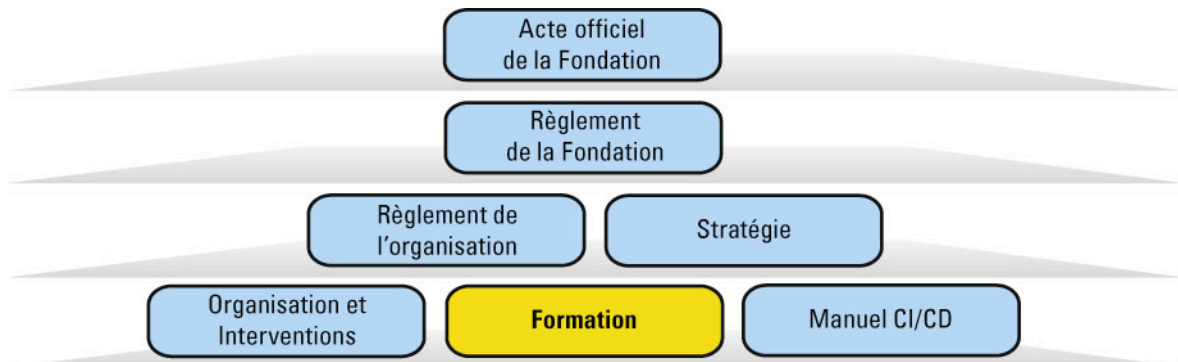 Acte officiel
de la Fondation
Règlement
de la Fondation
Règlement de
l'organisation
Stratégie
Organisation et
Interventions
Formation
Manuel CI/CD